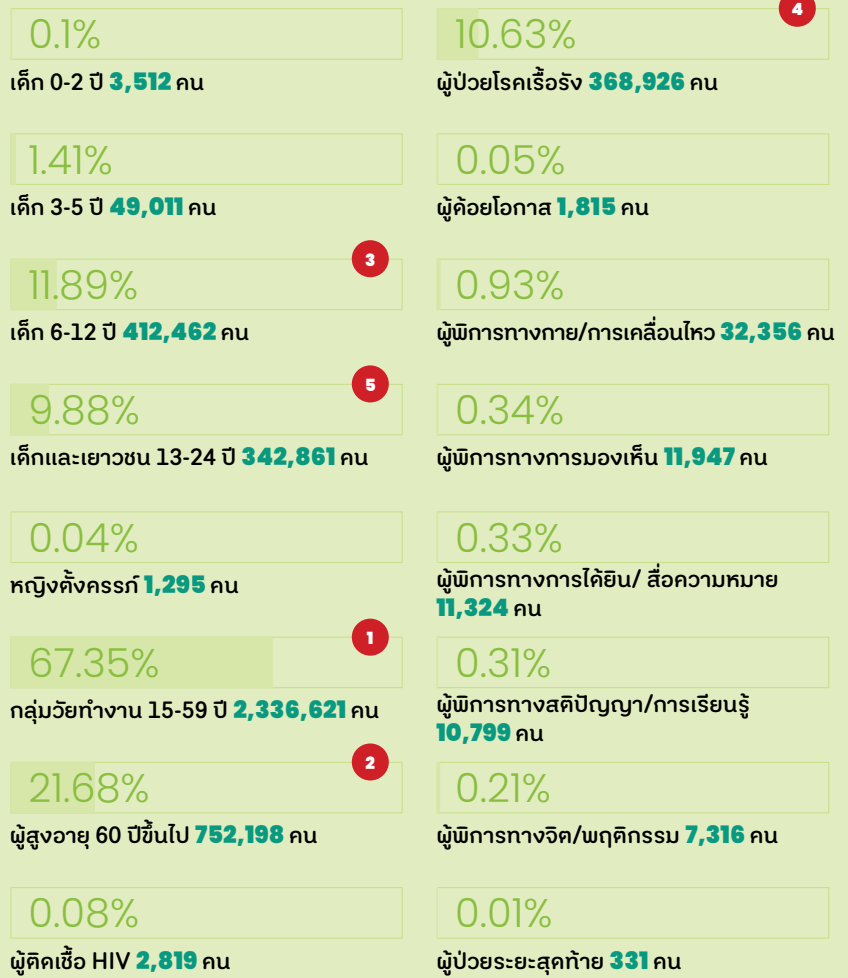 0.1%
เด็ก 0-2 ปี 3,512 คน
1.41%
เด็ก 3-5 ปี 49,011 คน
3
11.89%
เด็ก 6-12 ปี 412,462 คน
5
9.88%
เด็กและเยาวชน 13-24 ปี 342,861 คน
0.04%
หญิงตั้งครรภ์ 1,295 คน
1
67.35%
กลุ่มวัยทำงาน 15-59 ปี 2,336,621 คน
2
21.68%
ผู้สูงอายุ 60 ปีขึ้นไป 752,198 คน
0.08%
ผู้ติดเชื้อ HIV 2,819 คน
4
10.63%
ผู้ป่วยโรคเรื้อรัง 368,926 คน
0.05%
ผู้ด้อยโอกาส 1,815 คน
0.93%
ผู้พิการทางกาย/การเคลื่อนไหว 32,356 คน
0.34%
ผู้พิการทางการมองเห็น 11,947 คน
0.33%
ผู้พิการทางการได้ยิน/ สื่อความหมาย
11,324 คน
0.31%
ผู้พิการทางสติปัญญา/การเรียนรู้
10,799 คน
0.21%
ผู้พิการทางจิต/พฤติกรรม 7,316 คน
0.01%
ผู้ป่วยระยะสุดท้าย 331 คน